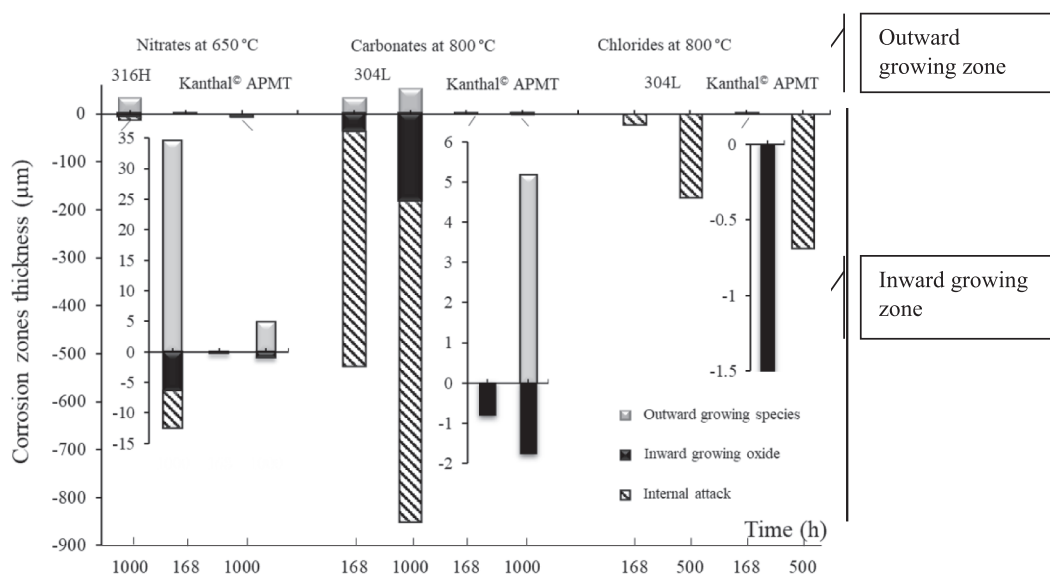 Nitrates at 650 °C
Carbonates at 800 °C
Chlorides at 800 °C
316H
Kanthal© APMT
304L
Kanthal© APMT
304L
Kanthal© APMT
Outward
growing zone
Inward growing
zone
Corrosion zones thickness (µm)
0
-100
-200
-300
-400
-500
-600
-700
-800
-900
35
30
25
20
15
10
5
0
-5
-10
-15
6
5
4
3
2
1
0
-1
-2
0
-0.5
-1
-1.5
Outward growing species
Inward growing oxide
Internal attack
Time (h)
1000 168 1000 168 1000 168 1000 168 500 168 500